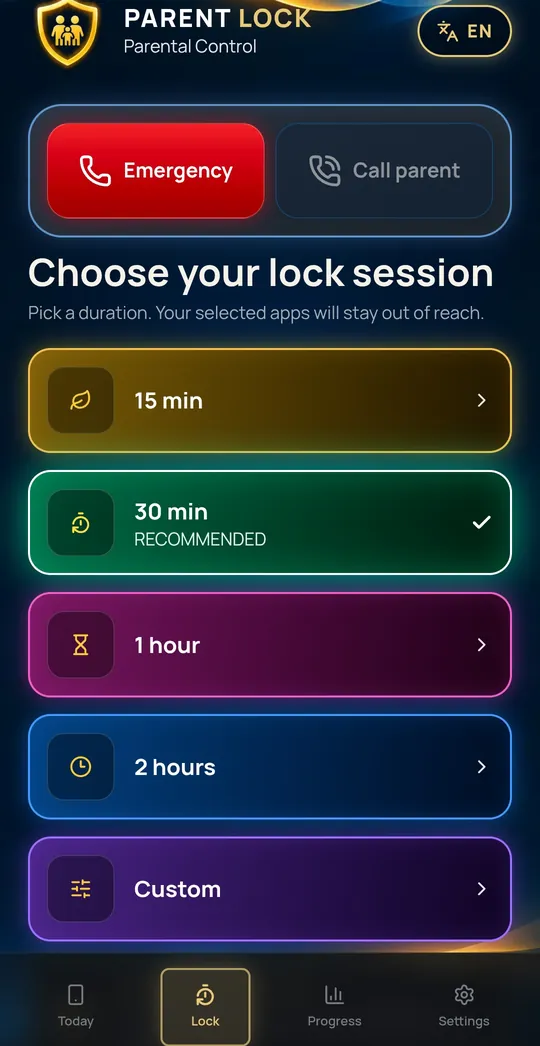 PARENT LOCK
Parental Control
EN
Emergency
Call parent
Choose your lock session
Pick a duration. Your selected apps will stay out of reach.
15 min
30 min
RECOMMENDED
1 hour
2 hours
Custom
Today
Lock
Progress
Settings